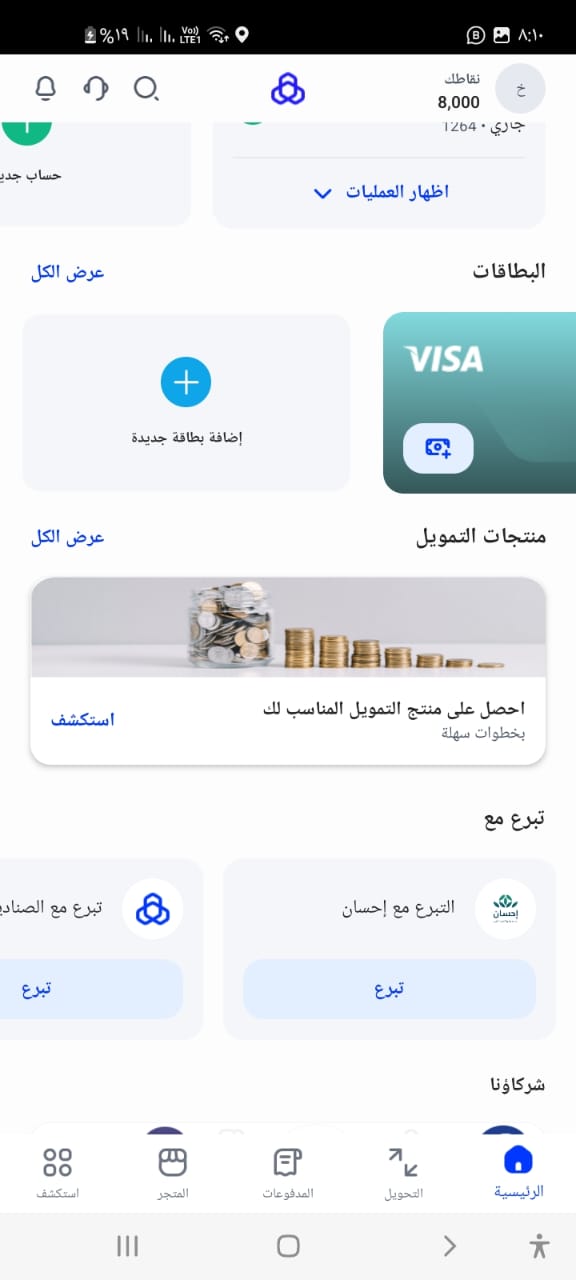 ٨:١٠
%١٩
Vo))
LTE1
نقاطك
8,000
خ
جاري • 1264
اظهار العمليات
حساب جديد
البطاقات
عرض الكل
VISA
إضافة بطاقة جديدة
منتجات التمويل
عرض الكل
احصل على منتج التمويل المناسب لك
بخطوات سهلة
استكشف
تبرع مع
إحسان
التبرع مع إحسان
تبرع
تبرع مع
تبرع
شركاؤنا
الرئيسية
التحويل
المدفوعات
المتجر
استكشف